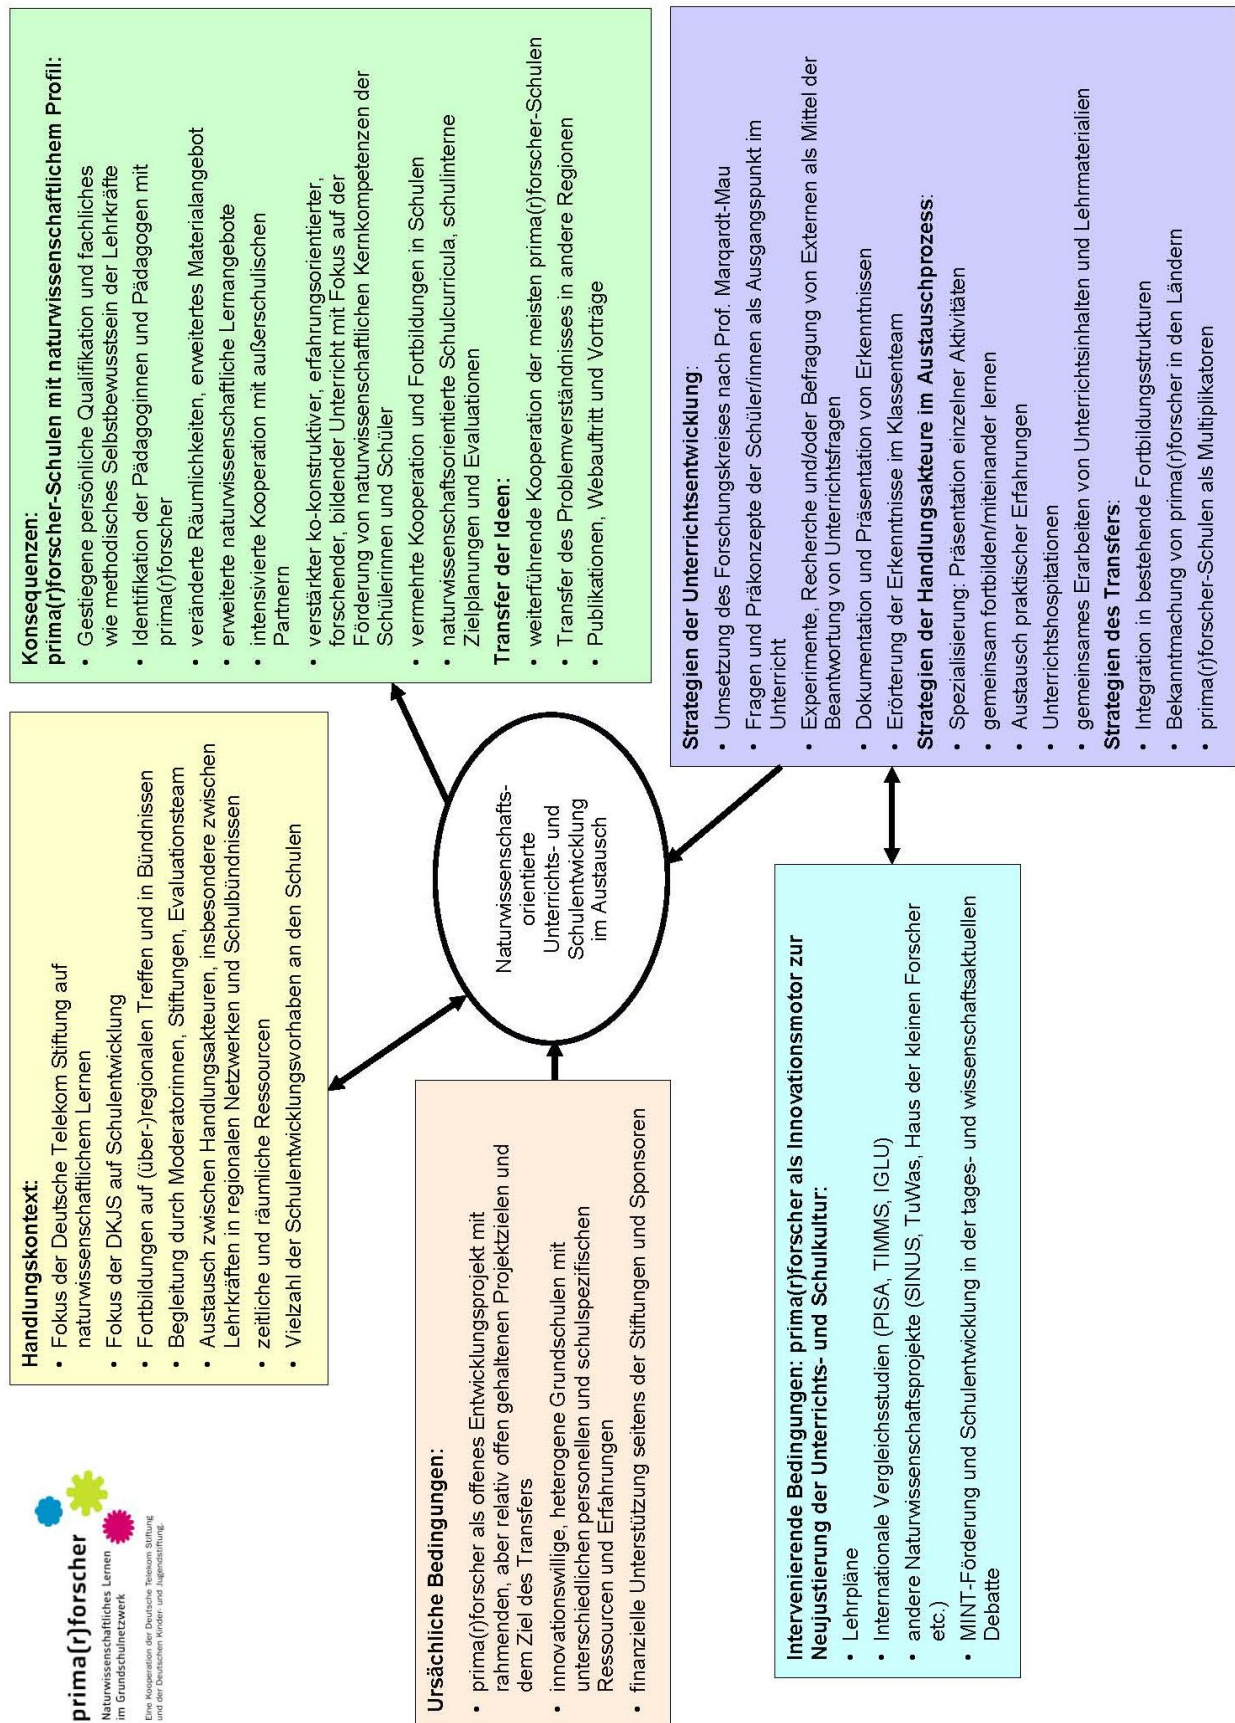 prima(r)forscher
Naturwissenschaftliches Lernen
im Grundschulnetzwerk
Eine Kooperation der Deutsche Telekom Stiftung
und der Deutschen Kinder- und Jugendstiftung.
Handlungskontext:
• Fokus der Deutsche Telekom Stiftung auf
naturwissenschaftlichem Lernen
• Fokus der DKJS auf Schulentwicklung
• Fortbildungen auf (über-)regionalen Treffen und in Bündnissen
• Begleitung durch Moderatorinnen, Stiftungen, Evaluationsteam
• Austausch zwischen Handlungsakteuren, insbesondere zwischen
Lehrkräften in regionalen Netzwerken und Schulbündnissen
• zeitliche und räumliche Ressourcen
• Vielzahl der Schulentwicklungsvorhaben an den Schulen
Konsequenzen:
prima(r)forscher-Schulen mit naturwissenschaftlichem Profil:
• Gestiegene persönliche Qualifikation und fachliches
wie methodisches Selbstbewusstsein der Lehrkräfte
• Identifikation der Pädagoginnen und Pädagogen mit
prima(r)forscher
• veränderte Räumlichkeiten, erweitertes Materialangebot
• erweiterte naturwissenschaftliche Lernangebote
• intensivierte Kooperation mit außerschulischen
Partnern
• verstärkter ko-konstruktiver, erfahrungsorientierter,
forschender, bildender Unterricht mit Fokus auf der
Förderung von naturwissenschaftlichen Kernkompetenzen der
Schülerinnen und Schüler
• vermehrte Kooperation und Fortbildungen in Schulen
• naturwissenschaftsorientierte Schulcurricula, schulinterne
Zielplanungen und Evaluationen
Transfer der Iden:
• weiterführende Kooperation der meisten prima(r)forscher-Schulen
• Transfer des Problemverständnisses in andere Regionen
• Publikationen, Webauftritt und Vorträge
Ursächliche Bedingungen:
• prima(r)forscher als offenes Entwicklungsprojekt mit
rahmenden, aber relativ offen gehaltenen Projektzielen und
dem Ziel des Transfers
• innovationswillige, heterogene Grundschulen mit
unterschiedlichen personellen und schulspezifischen
Ressourcen und Erfahrungen
• finanzielle Unterstützung seitens der Stiftungen und Sponsoren
Naturwissenschafts-
orientierte
Unterrichts- und
Schulentwicklung
im Austausch
Intervenierende Bedingungen: prima(r)forscher als Innovationsmotor zur
Neujustierung der Unterrichts- und Schulkultur:
• Lehrpläne
• Internationale Vergleichsstudien (PISA, TIMMS, IGLU)
• andere Naturwissenschaftsprojekte (SINUS, TuWas, Haus der kleinen Forscher
etc.)
• MINT-Förderung und Schulentwicklung in der tages- und wissenschaftsaktuellen
Debatte
Strategien der Unterrichtsentwicklung:
• Umsetzung des Forschungskreises nach Prof. Marqardt-Mau
• Fragen und Präkonzepte der Schüler/innen als Ausgangspunkt im
Unterricht
• Experimente, Recherche und/oder Befragung von Externen als Mittel der
Beantwortung von Unterrichtsfragen
• Dokumentation und Präsentation von Erkenntnissen
• Erörterung der Erkenntnisse im Klassenteam
Strategien der Handlungsakteure im Austauschprozess:
• Spezialisierung: Präsentation einzelner Aktivitäten
• gemeinsam fortbilden/miteinander lernen
• Austausch praktischer Erfahrungen
• Unterrichtshospitationen
• gemeinsames Erarbeiten von Unterrichtsinhalten und Lehrmaterialien
Strategien des Transfers:
• Integration in bestehende Fortbildungsstrukturen
• Bekanntmachung von prima(r)forscher in den Ländern
• prima(r)forscher-Schulen als Multiplikatoren